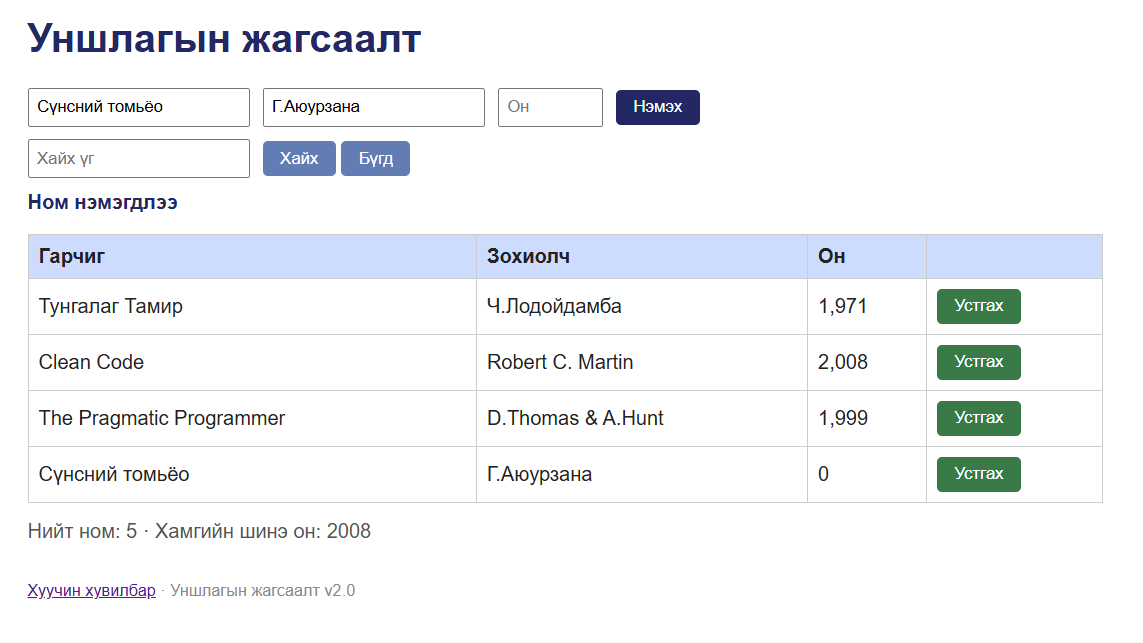 Уншлагын жагсаалт
Сүнсний томьёо Г.Аюурзана Он Нэмэх
Хайх үг Хайх Бүгд
Ном нэмэгдлээ
Гарчиг Зохиолч Он
Тунгалаг Тамир Ч.Лодойдамба 1,971 Устгах
Clean Code Robert C. Martin 2,008 Устгах
The Pragmatic Programmer D.Thomas & A.Hunt 1,999 Устгах
Сүнсний томьёо Г.Аюурзана 0 Устгах
Нийт ном: 5 · Хамгийн шинэ он: 2008
Хуучин хувилбар · Уншлагын жагсаалт v2.0